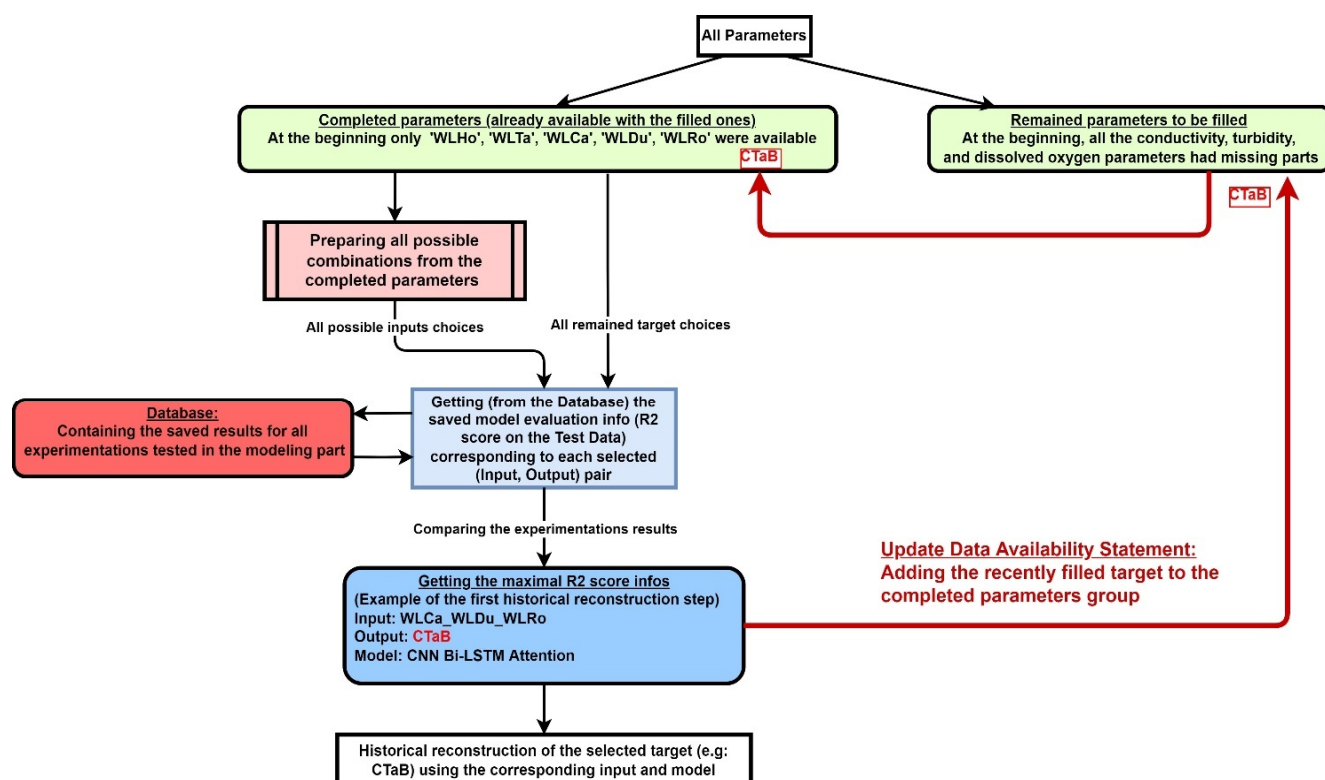 All Parameters
Completed parameters (already available with the filled ones)
At the beginning only 'WLHo', 'WLTa', 'WLCa', 'WLDu', 'WLRo' were available
CTaB
Remained parameters to be filled
At the beginning, all the conductivity, turbidity,
and dissolved oxygen parameters had missing parts
CTaB
Preparing all possible
combinations from the
completed parameters
All possible inputs choices
All remained target choices
Database:
Containing the saved results for all
experimentations tested in the modeling part
Getting (from the Database) the
saved model evaluation info (R2
score on the Test Data)
corresponding to each selected
(Input, Output) pair
Comparing the experimentations results
Update Data Availability Statement:
Adding the recently filled target to the
completed parameters group
Getting the maximal R2 score infos
(Example of the first historical reconstruction step)
Input: WLCa_WLDu_WLRo
Output: CTaB
Model: CNN Bi-LSTM Attention
Historical reconstruction of the selected target (e.g:
CTaB) using the corresponding input and model